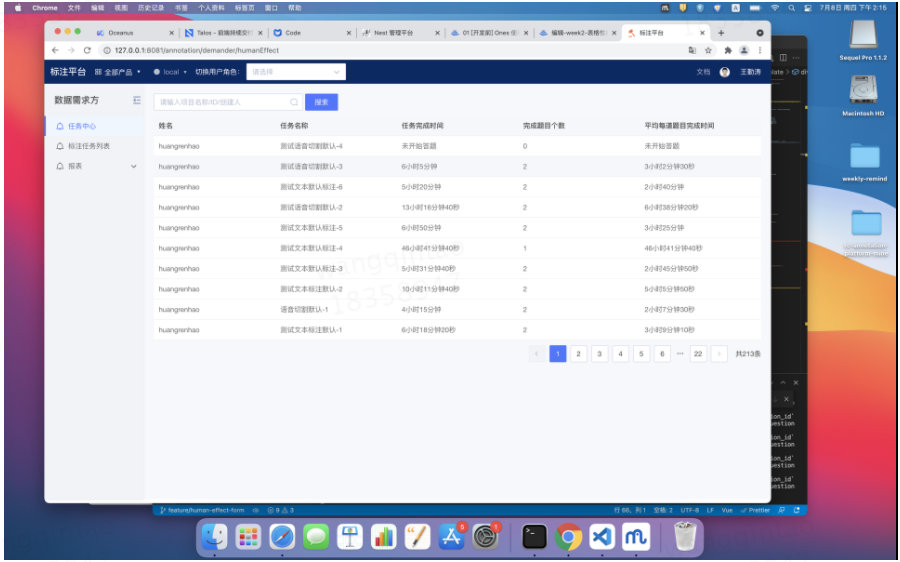 Chrome 文件 编辑 视图 历史记录 书签 个人资料 标签页 窗口 帮助
7月8日 周四 下午2:15
Oceanus
Code
Nest 管理平台
标注平台
127.0.0.1:8081/annotation/demander/humanEffect
标注平台 全部产品 local 切换用户角色: 请选择
文档 王勤涛
数据需求方
任务中心
标注任务列表
报表
请输入项目名称/ID/创建人 搜索
姓名 任务名称 任务完成时间 完成题目个数 平均每道题目完成时间
huangrenhao 测试语音切割默认-4 未开始答题 0 未开始答题
huangrenhao 测试语音切割默认-3 6小时5分钟 2 3小时2分钟30秒
huangrenhao 测试文本默认标注-6 5小时20分钟 2 2小时40分钟
huangrenhao 测试语音切割默认-2 13小时16分钟40秒 2 6小时38分钟20秒
huangrenhao 测试文本默认标注-5 6小时50分钟 2 3小时25分钟
huangrenhao 测试文本默认标注-4 46小时41分钟40秒 1 46小时41分钟40秒
huangrenhao 测试文本默认标注-3 5小时31分钟40秒 2 2小时45分钟50秒
huangrenhao 测试文本标注默认-2 10小时11分钟40秒 2 5小时5分钟50秒
huangrenhao 语音切割默认-1 4小时15分钟 2 2小时7分钟30秒
huangrenhao 测试文本标注默认-1 6小时18分钟20秒 2 3小时9分钟10秒
1 2 3 4 5 6 ··· 22 共213条
Sequel Pro 1.1.2
Macintosh HD
weekly-remind
feature/human-effect-form
行 66, 列 1 空格: 2 UTF-8 LF Vue Prettier